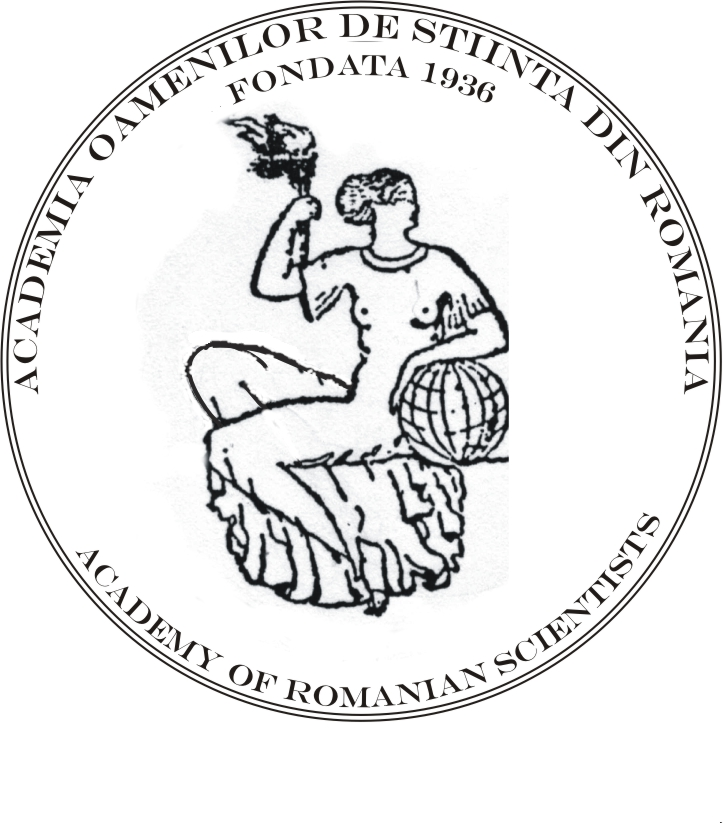 ACADEMIA OAMENILOR DE STIINTA DIN ROMANIA
FONDATA 1936
ACADEMY OF ROMANIAN SCIENTISTS